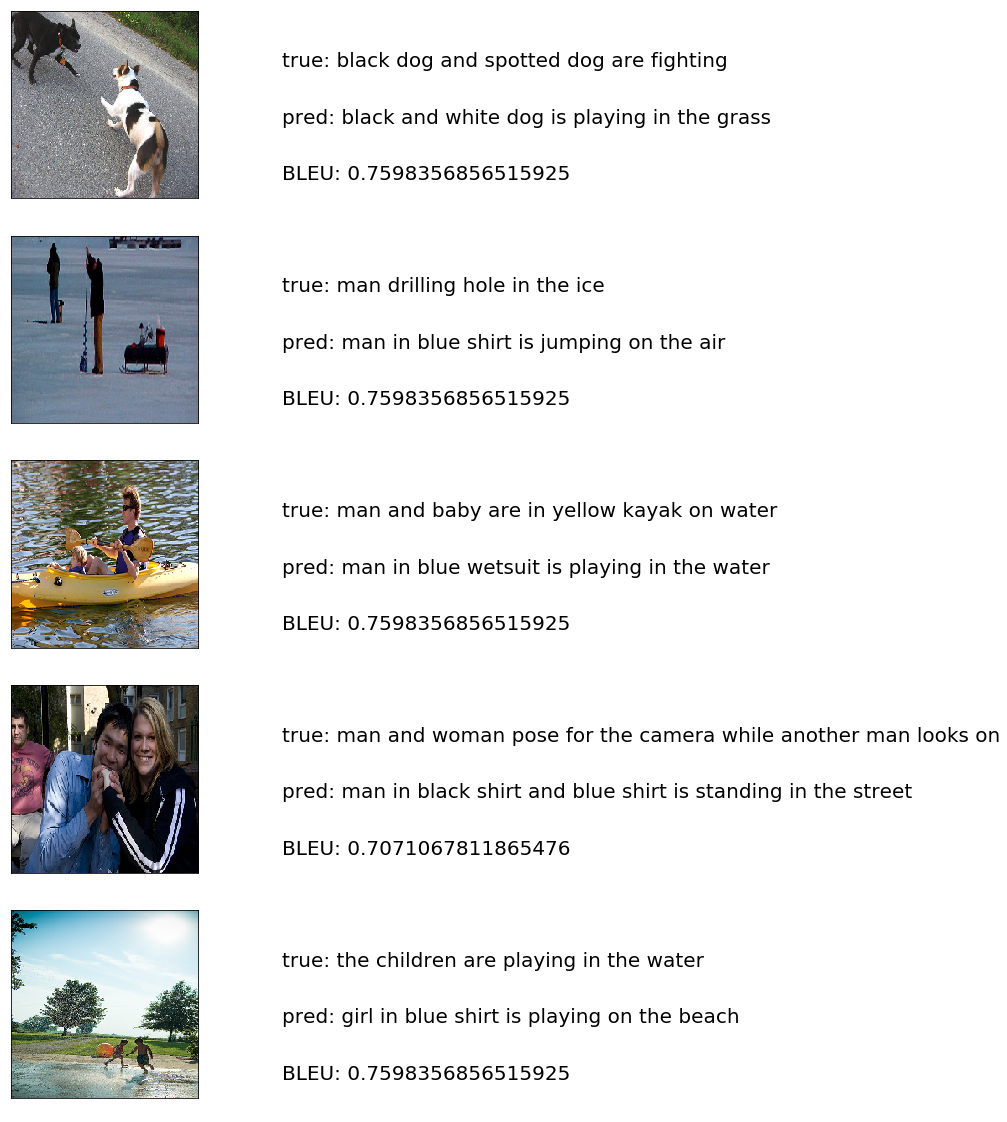 true: black dog and spotted dog are fighting
pred: black and white dog is playing in the grass
BLEU: 0.7598356856515925
true: man drilling hole in the ice
pred: man in blue shirt is jumping on the air
BLEU: 0.7598356856515925
true: man and baby are in yellow kayak on water
pred: man in blue wetsuit is playing in the water
BLEU: 0.7598356856515925
true: man and woman pose for the camera while another man looks on
pred: man in black shirt and blue shirt is standing in the street
BLEU: 0.7071067811865476
true: the children are playing in the water
pred: girl in blue shirt is playing on the beach
BLEU: 0.7598356856515925